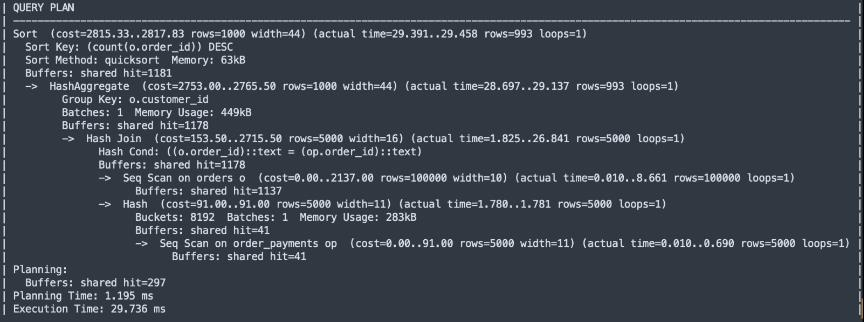 | QUERY PLAN |
|---------------------------------------------------------------------------------------------------------------------------------------|
| Sort  (cost=2815.33..2817.83 rows=1000 width=44) (actual time=29.391..29.458 rows=993 loops=1) |
|   Sort Key: (count(o.order_id)) DESC |
|   Sort Method: quicksort  Memory: 63kB |
|   Buffers: shared hit=1181 |
|   ->  HashAggregate  (cost=2753.00..2765.50 rows=1000 width=44) (actual time=28.697..29.137 rows=993 loops=1) |
|         Group Key: o.customer_id |
|         Batches: 1  Memory Usage: 449kB |
|         Buffers: shared hit=1178 |
|         ->  Hash Join  (cost=153.50..2715.50 rows=5000 width=16) (actual time=1.825..26.841 rows=5000 loops=1) |
|               Hash Cond: ((o.order_id)::text = (op.order_id)::text) |
|               Buffers: shared hit=1178 |
|               ->  Seq Scan on orders o  (cost=0.00..2137.00 rows=100000 width=10) (actual time=0.010..8.661 rows=100000 loops=1) |
|                     Buffers: shared hit=1137 |
|               ->  Hash  (cost=91.00..91.00 rows=5000 width=11) (actual time=1.780..1.781 rows=5000 loops=1) |
|                     Buckets: 8192  Batches: 1  Memory Usage: 283kB |
|                     Buffers: shared hit=41 |
|                     ->  Seq Scan on order_payments op  (cost=0.00..91.00 rows=5000 width=11) (actual time=0.010..0.690 rows=5000 loops=1) |
|                           Buffers: shared hit=41 |
| Planning: |
|   Buffers: shared hit=297 |
| Planning Time: 1.195 ms |
| Execution Time: 29.736 ms |